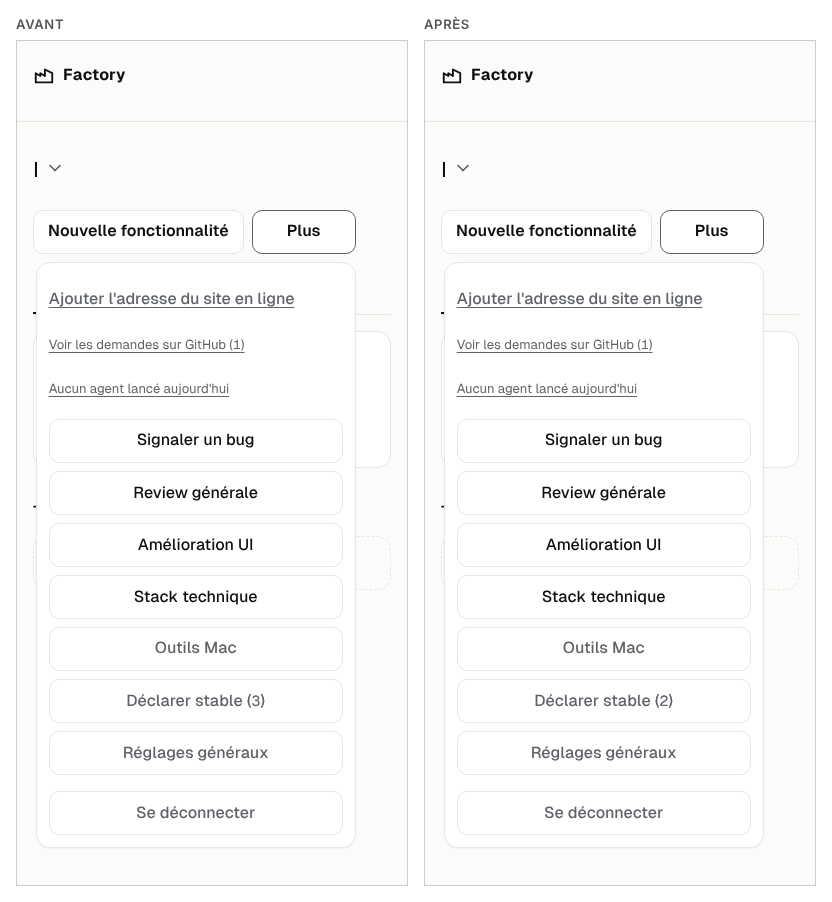 AVANT
Factory
Nouvelle fonctionnalité
Plus
Ajouter l'adresse du site en ligne
Voir les demandes sur GitHub (1)
Aucun agent lancé aujourd'hui
Signaler un bug
Review générale
Amélioration UI
Stack technique
Outils Mac
Déclarer stable (3)
Réglages généraux
Se déconnecter
APRÈS
Factory
Nouvelle fonctionnalité
Plus
Ajouter l'adresse du site en ligne
Voir les demandes sur GitHub (1)
Aucun agent lancé aujourd'hui
Signaler un bug
Review générale
Amélioration UI
Stack technique
Outils Mac
Déclarer stable (2)
Réglages généraux
Se déconnecter